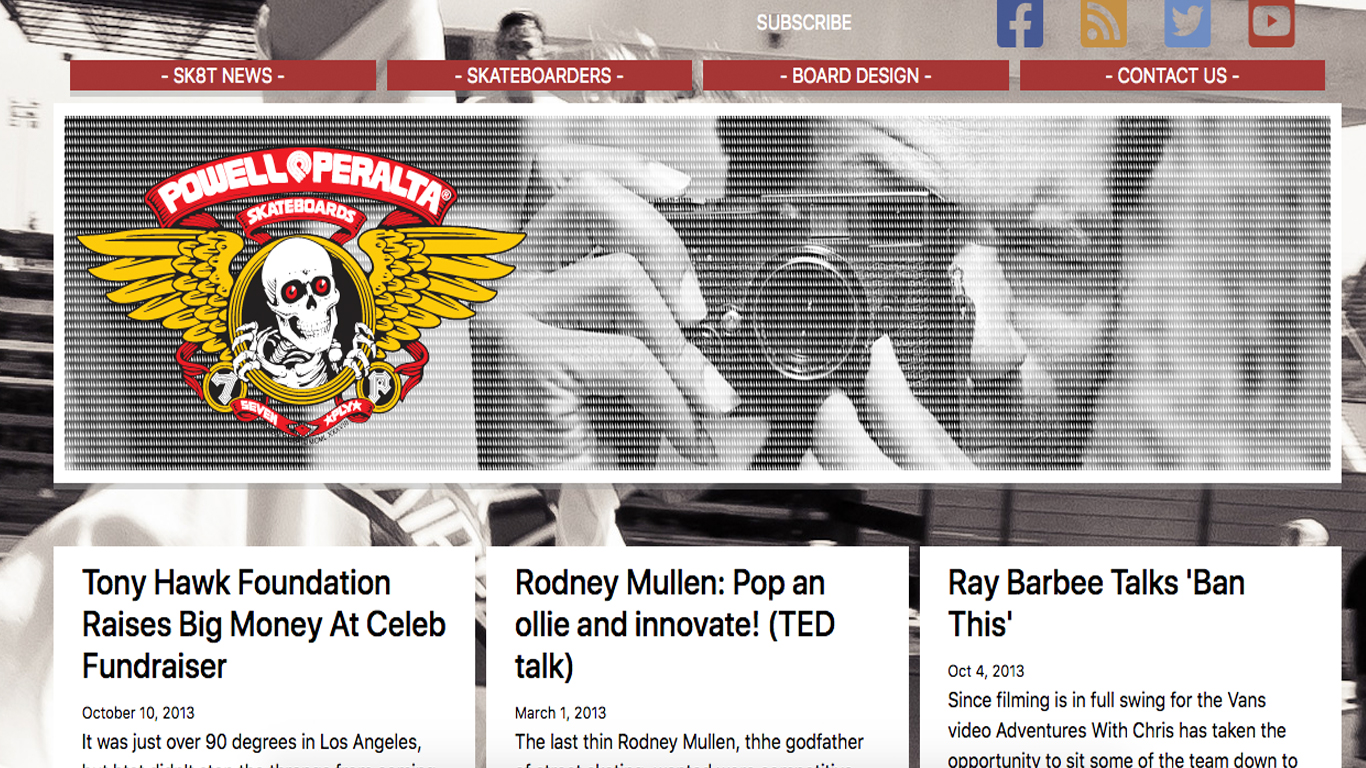 SUBSCRIBE
- SK8T NEWS - - SKATEBOARDERS - - BOARD DESIGN - - CONTACT US -
POWELL PERALTA®
SKATEBOARDS
7 P
SEVEN ★PLY★
Tony Hawk Foundation
Raises Big Money At Celeb
Fundraiser
October 10, 2013
It was just over 90 degrees in Los Angeles,
Rodney Mullen: Pop an
ollie and innovate! (TED
talk)
March 1, 2013
The last thin Rodney Mullen, thhe godfather
Ray Barbee Talks 'Ban
This'
Oct 4, 2013
Since filming is in full swing for the Vans
video Adventures With Chris has taken the
opportunity to sit some of the team down to